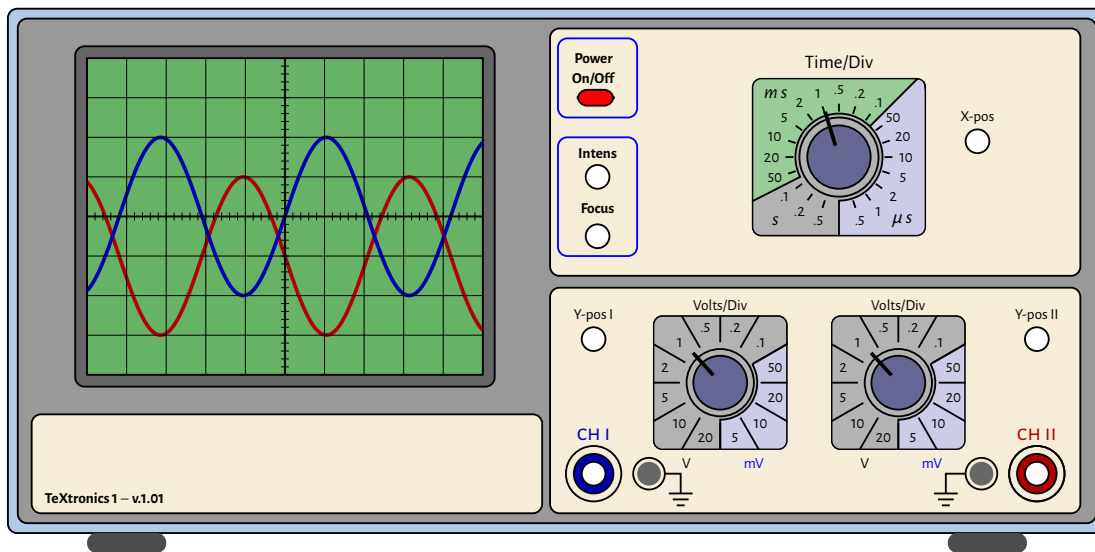 Power
On/Off
Intens
Focus
Time/Div
m s
50
20
10
5
2
1
.5
.2
.1
50
20
10
5
2
1
.5
μ s
.2
.1
s
X-pos
Y-pos I
Volts/Div
20
10
5
2
1
.5
.2
.1
50
20
10
5
V
mV
CH I
Volts/Div
20
10
5
2
1
.5
.2
.1
50
20
10
5
V
mV
Y-pos II
CH II
TeXtronics 1 – v.1.01